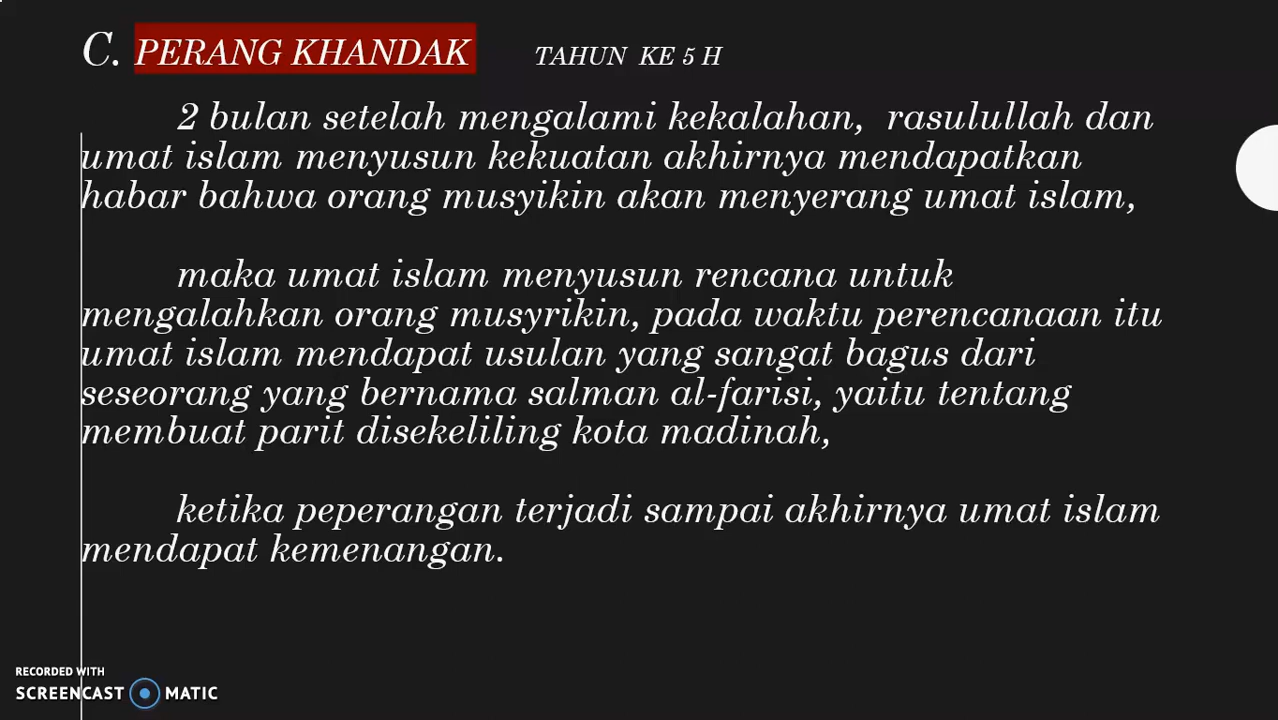 C. PERANG KHANDAK TAHUN KE 5 H
2 bulan setelah mengalami kekalahan, rasulullah dan
umat islam menyusun kekuatan akhirnya mendapatkan
habar bahwa orang musyikin akan menyerang umat islam,
maka umat islam menyusun rencana untuk
mengalahkan orang musyrikin, pada waktu perencanaan itu
umat islam mendapat usulan yang sangat bagus dari
seseorang yang bernama salman al-farisi, yaitu tentang
membuat parit disekeliling kota madinah,
ketika peperangan terjadi sampai akhirnya umat islam
mendapat kemenangan.
RECORDED WITH
SCREENCAST MATIC